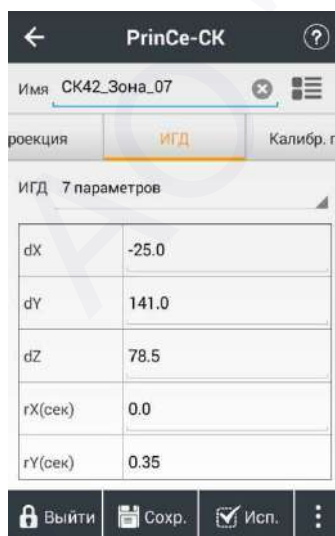 PrinCe-СК
Имя СК42_Зона_07
роекция ИГД Калибр. г
ИГД 7 параметров
dX -25.0
dY 141.0
dZ 78.5
rX(сек) 0.0
rY(сек) 0.35
Выйти Сохр. Исп.